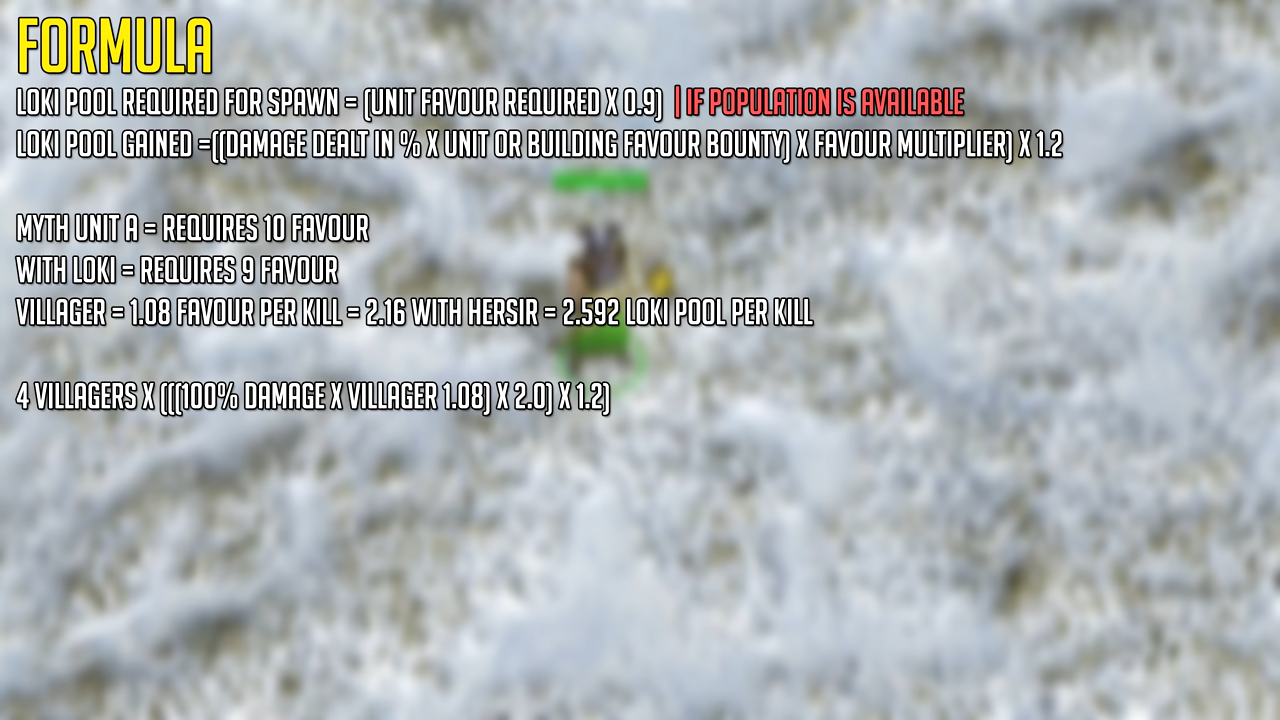 FORMULA
LOKI POOL REQUIRED FOR SPAWN = (UNIT FAVOUR REQUIRED X 0.9) | IF POPULATION IS AVAILABLE
LOKI POOL GAINED =((DAMAGE DEALT IN % X UNIT OR BUILDING FAVOUR BOUNTY) X FAVOUR MULTIPLIER) X 1.2
MYTH UNIT A = REQUIRES 10 FAVOUR
WITH LOKI = REQUIRES 9 FAVOUR
VILLAGER = 1.08 FAVOUR PER KILL = 2.16 WITH HERSIR = 2.592 LOKI POOL PER KILL
4 VILLAGERS X (((100% DAMAGE X VILLAGER 1.08) X 2.0) X 1.2)